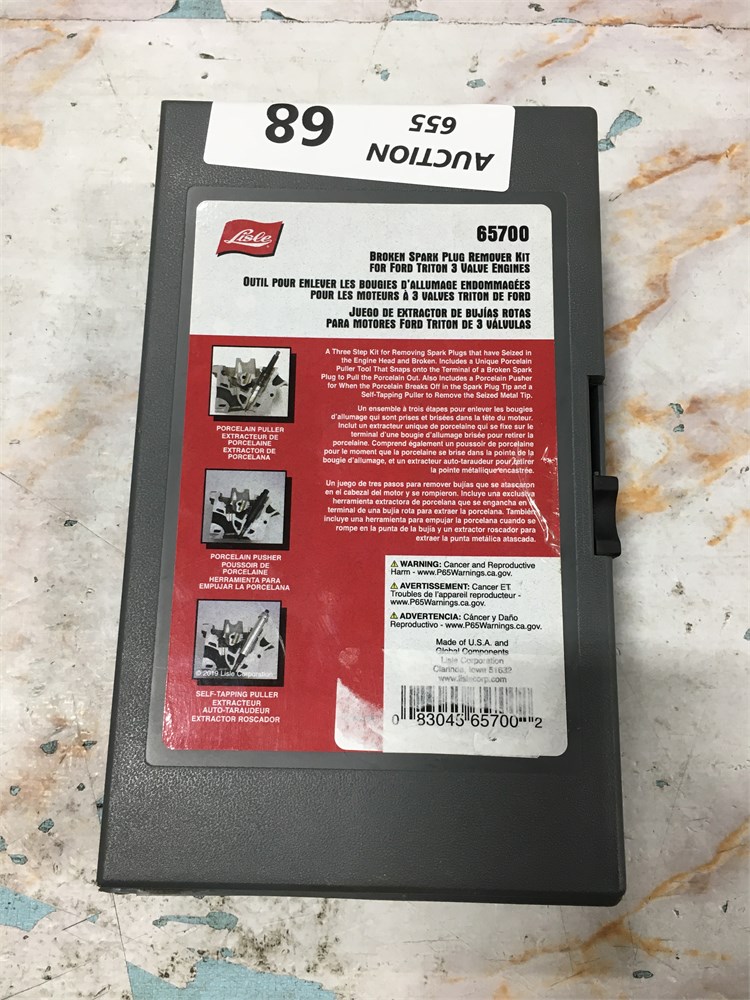 AUCTION
655
68
Lisle
65700
BROKEN SPARK PLUG REMOVER KIT
FOR FORD TRITON 3 VALVE ENGINES
OUTIL POUR ENLEVER LES BOUGIES D'ALLUMAGE ENDOMMAGÉES
POUR LES MOTEURS À 3 VALVES TRITON DE FORD
JUEGO DE EXTRACTOR DE BUJÍAS ROTAS
PARA MOTORES FORD TRITON DE 3 VÁLVULAS
A Three Step Kit for Removing Spark Plugs that have Seized in
the Engine Head and Broken. Includes a Unique Porcelain
Puller Tool That Snaps onto the Terminal of a Broken Spark
Plug to Pull the Porcelain Out. Also Includes a Porcelain Pusher
for When the Porcelain Breaks Off in the Spark Plug Tip and a
Self-Tapping Puller to Remove the Seized Metal Tip.
Un ensemble à trois étapes pour enlever les bougies
d'allumage qui sont prises et brisées dans la tête du moteur.
Inclut un extracteur unique de porcelaine qui se fixe sur le
terminal d'une bougie d'allumage brisée pour retirer la
porcelaine. Comprend également un poussoir de porcelaine
pour le moment que la porcelaine se brise dans la pointe de la
bougie d'allumage, et un extracteur auto-taraudeur pour retirer
la pointe métallique encastrée.
Un juego de tres pasos para remover bujías que se atascaron
en el cabezal del motor y se rompieron. Incluye una exclusiva
herramienta extractora de porcelana que se engancha en el
terminal de una bujía rota para extraer la porcelana. También
incluye una herramienta para empujar la porcelana cuando se
rompe en la punta de la bujía y un extractor roscador para
extraer la punta metálica atascada.
PORCELAIN PULLER
EXTRACTEUR DE
PORCELAINE
EXTRACTOR DE
PORCELANA
PORCELAIN PUSHER
POUSSOIR DE
PORCELAINE
HERRAMIENTA PARA
EMPUJAR LA PORCELANA
© 2019 Lisle Corporation
SELF-TAPPING PULLER
EXTRACTEUR
AUTO-TARAUDEUR
EXTRACTOR ROSCADOR
WARNING: Cancer and Reproductive
Harm - www.P65Warnings.ca.gov.
AVERTISSEMENT: Cancer ET
Troubles de l'appareil reproducteur -
www.P65Warnings.ca.gov.
ADVERTENCIA: Cáncer y Daño
Reproductivo - www.P65Warnings.ca.gov.
Made of U.S.A. and
Global Components
Lisle Corporation
Clarinda, Iowa 51632
www.lislecorp.com
0 83045 65700 2